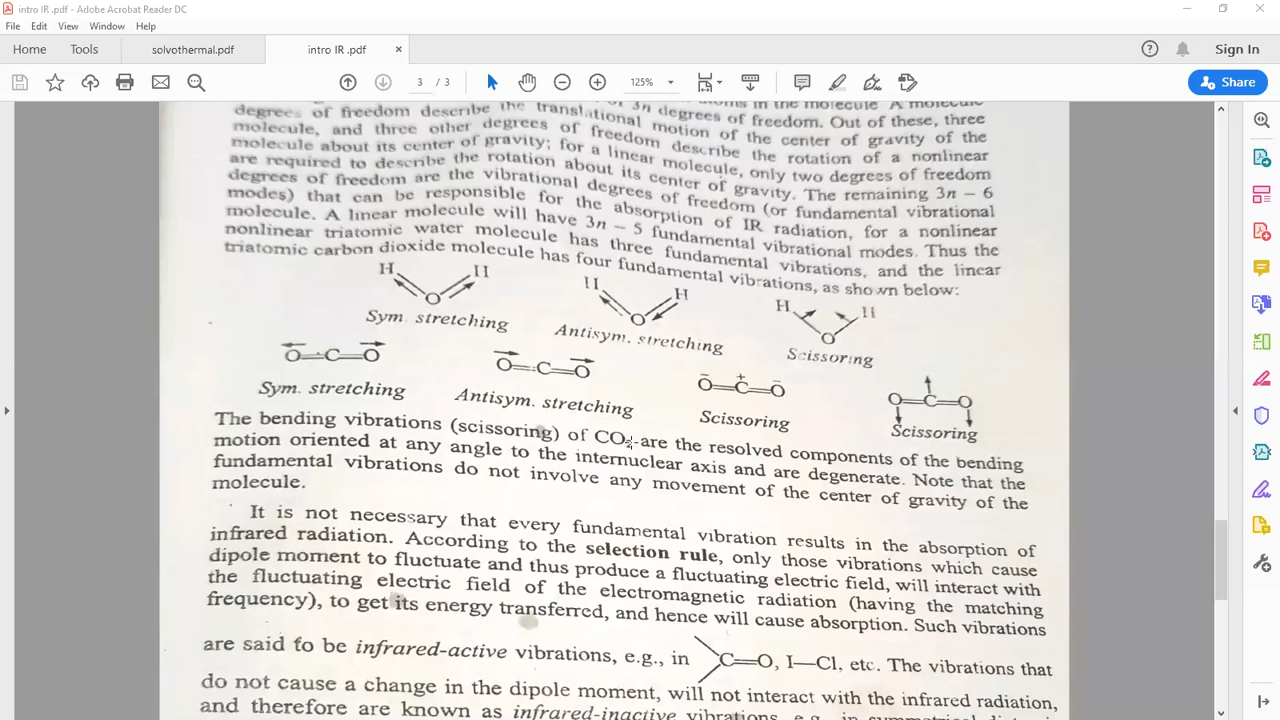 intro IR .pdf - Adobe Acrobat Reader DC
File Edit View Window Help
Home Tools solvothermal.pdf intro IR .pdf × Sign In
3 / 3 125% Share
degrees of freedom describe the translational motion of 3n degrees of freedom. Out of these, three
molecule, and three other degrees of freedom describe the center of gravity of the
molecule about its center of gravity; for a linear molecule, only two degrees of freedom
are required to describe the rotation about its center of gravity. The remaining 3n − 6
degrees of freedom are the vibrational degrees of freedom (or fundamental vibrational
modes) that can be responsible for the absorption of IR radiation, for a nonlinear
molecule. A linear molecule will have 3n − 5 fundamental vibrational modes. Thus the
nonlinear triatomic water molecule has three fundamental vibrations, and the linear
triatomic carbon dioxide molecule has four fundamental vibrations, as shown below:
H H H H H H
O O O
Sym. stretching Antisym. stretching Scissoring
O=C=O O=C=O O=C=O O=C=O
Sym. stretching Antisym. stretching Scissoring Scissoring
The bending vibrations (scissoring) of CO2 are the resolved components of the bending
motion oriented at any angle to the internuclear axis and are degenerate. Note that the
fundamental vibrations do not involve any movement of the center of gravity of the
molecule.
It is not necessary that every fundamental vibration results in the absorption of
infrared radiation. According to the selection rule, only those vibrations which cause
dipole moment to fluctuate and thus produce a fluctuating electric field, will interact with
the fluctuating electric field of the electromagnetic radiation (having the matching
frequency), to get its energy transferred, and hence will cause absorption. Such vibrations
are said to be infrared-active vibrations, e.g., in C=O, I—Cl, etc. The vibrations that
do not cause a change in the dipole moment, will not interact with the infrared radiation,
and therefore are known as infrared-inactive vibrations, e.g., in symmetrical